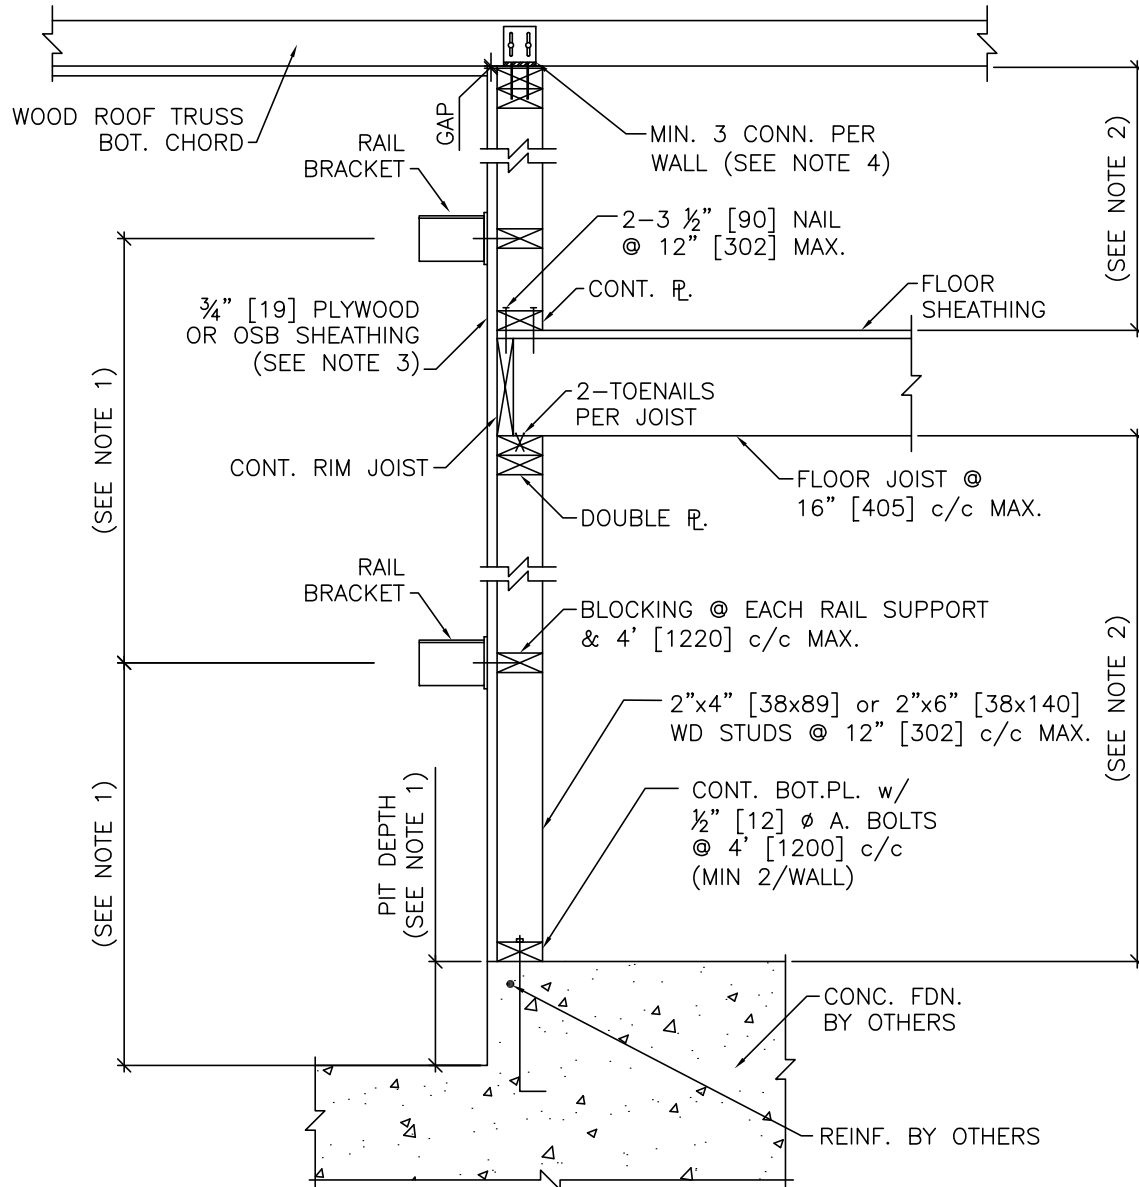 WOOD ROOF TRUSS
BOT. CHORD
GAP
RAIL
BRACKET
MIN. 3 CONN. PER
WALL (SEE NOTE 4)
(SEE NOTE 2)
2-3 ½" [90] NAIL
@ 12" [302] MAX.
CONT. PL.
FLOOR
SHEATHING
¾" [19] PLYWOOD
OR OSB SHEATHING
(SEE NOTE 3)
(SEE NOTE 1)
2-TOENAILS
PER JOIST
CONT. RIM JOIST
FLOOR JOIST @
16" [405] c/c MAX.
DOUBLE PL.
RAIL
BRACKET
BLOCKING @ EACH RAIL SUPPORT
& 4' [1220] c/c MAX.
2"x4" [38x89] or 2"x6" [38x140]
WD STUDS @ 12" [302] c/c MAX.
(SEE NOTE 2)
(SEE NOTE 1)
PIT DEPTH
(SEE NOTE 1)
CONT. BOT.PL. w/
½" [12] ø A. BOLTS
@ 4' [1200] c/c
(MIN 2/WALL)
CONC. FDN.
BY OTHERS
REINF. BY OTHERS